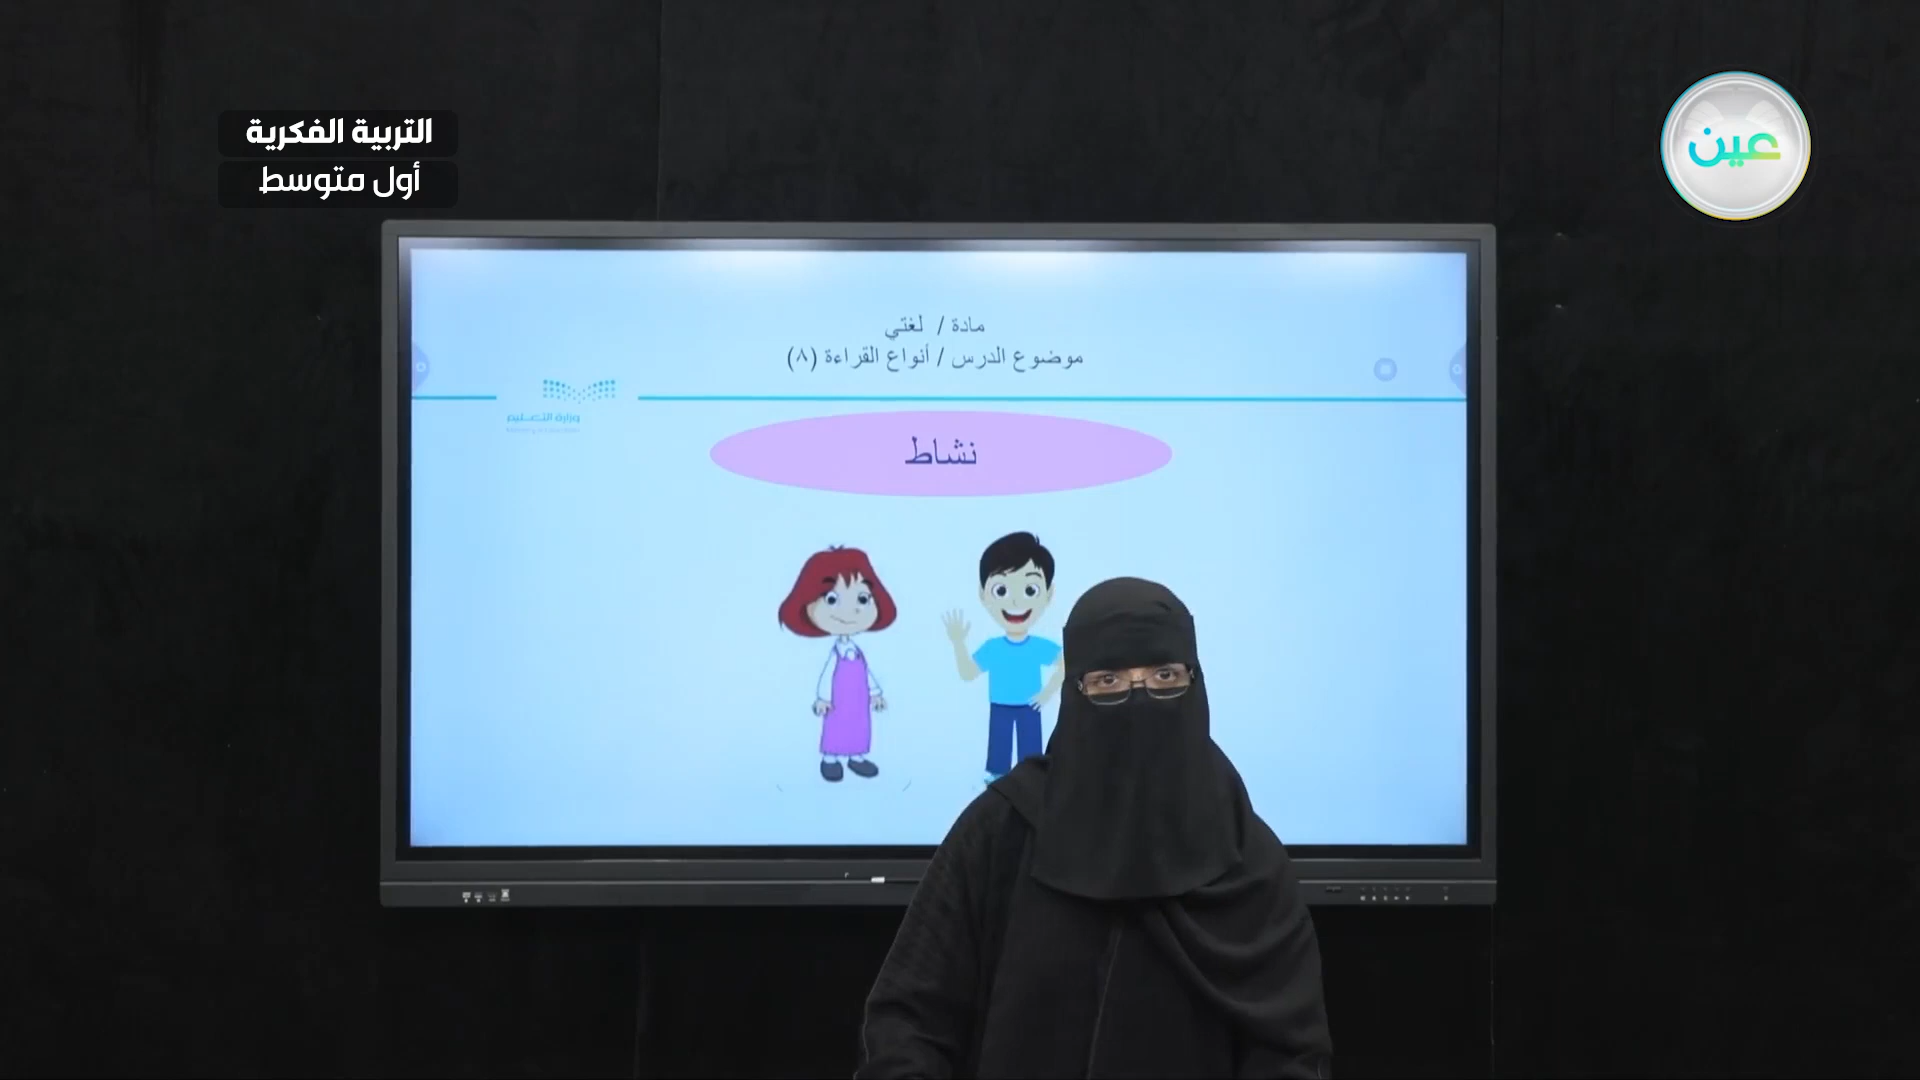 التربية الفكرية
أول متوسط
عين
مادة / لغتي
موضوع الدرس / أنواع القراءة (٨)
وزارة التعليم
نشاط